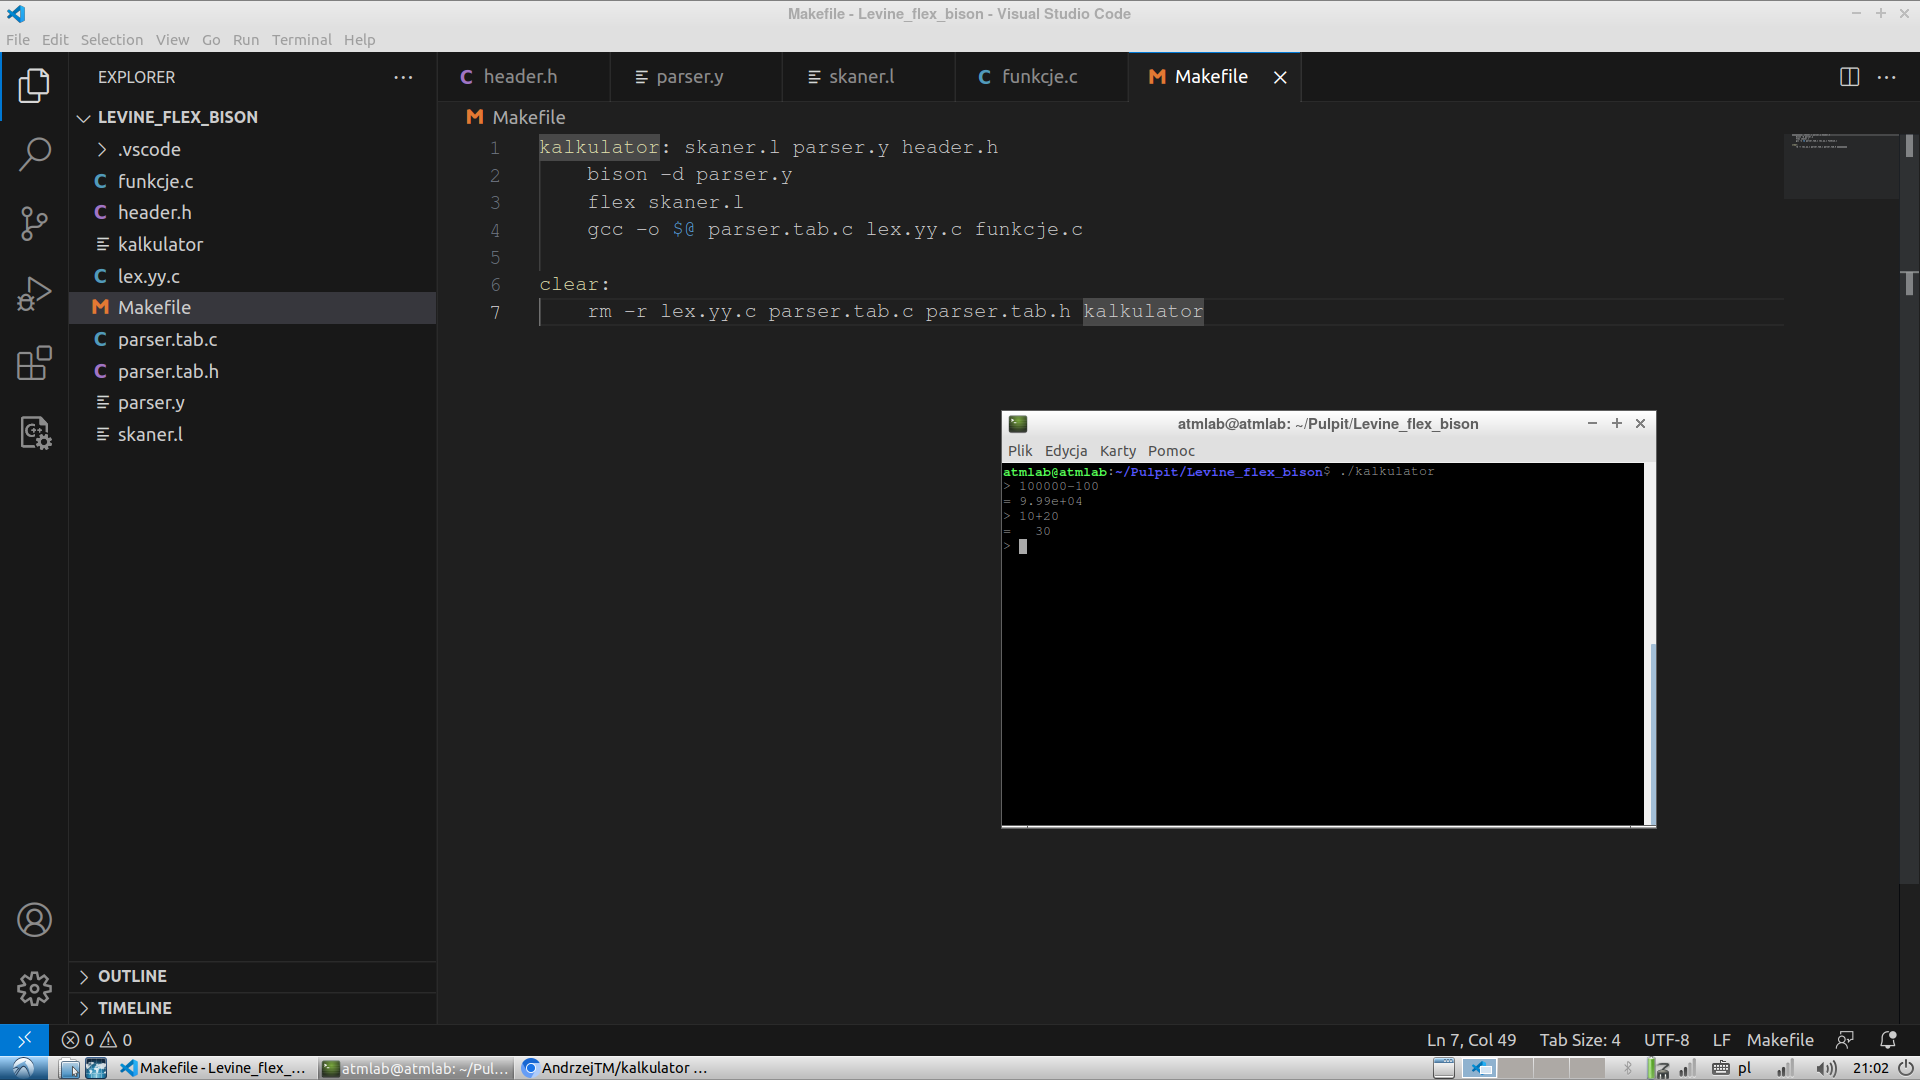 Makefile - Levine_flex_bison - Visual Studio Code
File Edit Selection View Go Run Terminal Help
EXPLORER
LEVINE_FLEX_BISON
.vscode
funkcje.c
header.h
kalkulator
lex.yy.c
Makefile
parser.tab.c
parser.tab.h
parser.y
skaner.l
OUTLINE
TIMELINE
header.h parser.y skaner.l funkcje.c Makefile
Makefile
1 kalkulator: skaner.l parser.y header.h
2 bison -d parser.y
3 flex skaner.l
4 gcc -o $@ parser.tab.c lex.yy.c funkcje.c
5
6 clear:
7 rm -r lex.yy.c parser.tab.c parser.tab.h kalkulator
atmlab@atmlab: ~/Pulpit/Levine_flex_bison
Plik Edycja Karty Pomoc
atmlab@atmlab:~/Pulpit/Levine_flex_bison$ ./kalkulator
> 100000-100
= 9.99e+04
> 10+20
=   30
>
0 0 Ln 7, Col 49 Tab Size: 4 UTF-8 LF Makefile
Makefile - Levine_flex_... atmlab@atmlab: ~/Pul... AndrzejTM/kalkulator ... pl 21:02